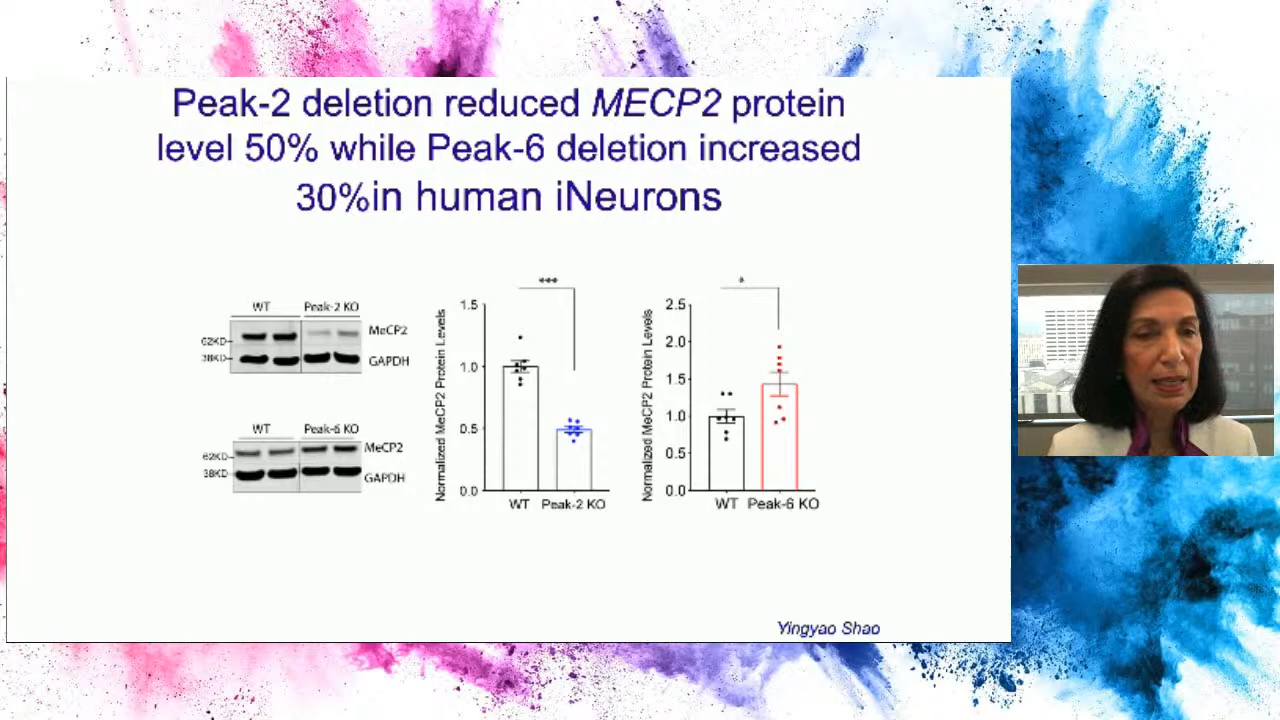 Peak-2 deletion reduced MECP2 protein
level 50% while Peak-6 deletion increased
30%in human iNeurons
WT Peak-2 KO
MeCP2
62KD
38KD
GAPDH
WT Peak-6 KO
MeCP2
62KD
38KD
GAPDH
***
Normalized MeCP2 Protein Levels
1.5
1.0
0.5
0.0
WT Peak-2 KO
*
Normalized MeCP2 Protein Levels
2.5
2.0
1.5
1.0
0.5
0.0
WT Peak-6 KO
Yingyao Shao